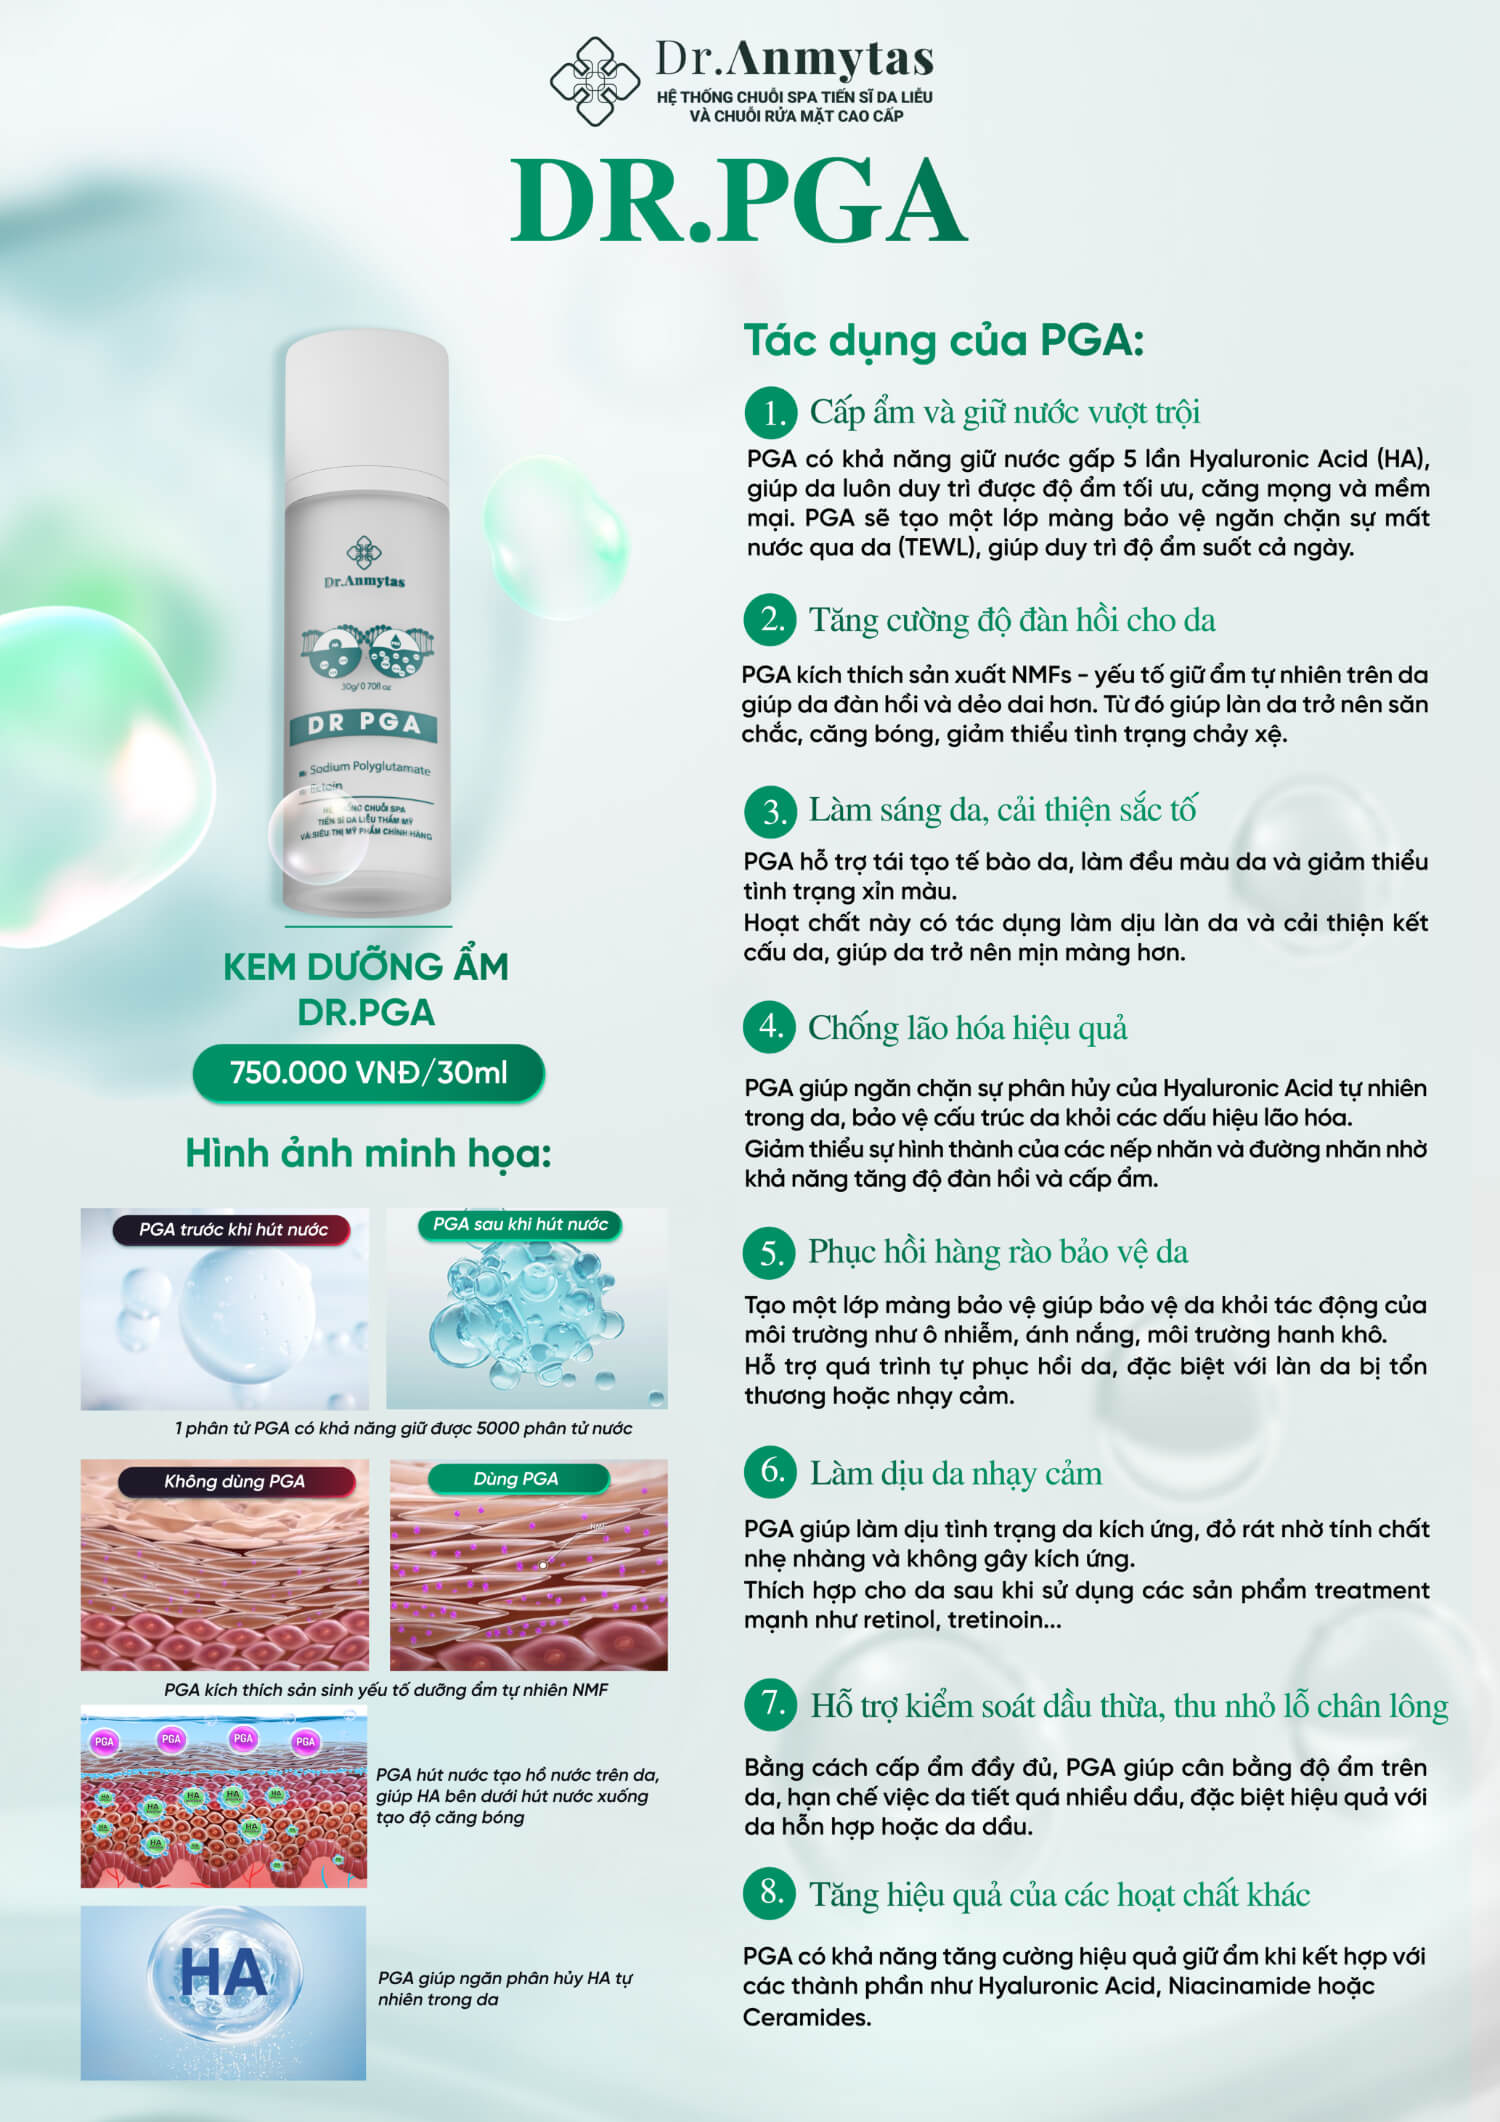 Dr.Anmytas
HỆ THỐNG CHUỖI SPA TIẾN SĨ DA LIỄU
VÀ CHUỖI RỬA MẶT CAO CẤP
DR.PGA
Dr.Anmytas
30g/0 70fl oz
DR PGA
Sodium Polyglutamate
Ectoin
HỆ THỐNG CHUỖI SPA
TIẾN SĨ DA LIỄU THẨM MỸ
VÀ SIÊU THỊ MỸ PHẨM CHÍNH HÃNG
KEM DƯỠNG ẨM
DR.PGA
750.000 VNĐ/30ml
Hình ảnh minh họa:
PGA trước khi hút nước
PGA sau khi hút nước
1 phân tử PGA có khả năng giữ được 5000 phân tử nước
Không dùng PGA
Dùng PGA
NMF
PGA kích thích sản sinh yếu tố dưỡng ẩm tự nhiên NMF
PGA
PGA
PGA
PGA
HA
HA
HA
HA
HA
HA
HA
HA
PGA hút nước tạo hồ nước trên da,
giúp HA bên dưới hút nước xuống
tạo độ căng bóng
HA
PGA giúp ngăn phân hủy HA tự
nhiên trong da
Tác dụng của PGA:
1. Cấp ẩm và giữ nước vượt trội
PGA có khả năng giữ nước gấp 5 lần Hyaluronic Acid (HA),
giúp da luôn duy trì được độ ẩm tối ưu, căng mọng và mềm
mại. PGA sẽ tạo một lớp màng bảo vệ ngăn chặn sự mất
nước qua da (TEWL), giúp duy trì độ ẩm suốt cả ngày.
2. Tăng cường độ đàn hồi cho da
PGA kích thích sản xuất NMFs - yếu tố giữ ẩm tự nhiên trên da
giúp da đàn hồi và dẻo dai hơn. Từ đó giúp làn da trở nên săn
chắc, căng bóng, giảm thiểu tình trạng chảy xệ.
3. Làm sáng da, cải thiện sắc tố
PGA hỗ trợ tái tạo tế bào da, làm đều màu da và giảm thiểu
tình trạng xỉn màu.
Hoạt chất này có tác dụng làm dịu làn da và cải thiện kết
cấu da, giúp da trở nên mịn màng hơn.
4. Chống lão hóa hiệu quả
PGA giúp ngăn chặn sự phân hủy của Hyaluronic Acid tự nhiên
trong da, bảo vệ cấu trúc da khỏi các dấu hiệu lão hóa.
Giảm thiểu sự hình thành của các nếp nhăn và đường nhăn nhờ
khả năng tăng độ đàn hồi và cấp ẩm.
5. Phục hồi hàng rào bảo vệ da
Tạo một lớp màng bảo vệ giúp bảo vệ da khỏi tác động của
môi trường như ô nhiễm, ánh nắng, môi trường hanh khô.
Hỗ trợ quá trình tự phục hồi da, đặc biệt với làn da bị tổn
thương hoặc nhạy cảm.
6. Làm dịu da nhạy cảm
PGA giúp làm dịu tình trạng da kích ứng, đỏ rát nhờ tính chất
nhẹ nhàng và không gây kích ứng.
Thích hợp cho da sau khi sử dụng các sản phẩm treatment
mạnh như retinol, tretinoin...
7. Hỗ trợ kiểm soát dầu thừa, thu nhỏ lỗ chân lông
Bằng cách cấp ẩm đầy đủ, PGA giúp cân bằng độ ẩm trên
da, hạn chế việc da tiết quá nhiều dầu, đặc biệt hiệu quả với
da hỗn hợp hoặc da dầu.
8. Tăng hiệu quả của các hoạt chất khác
PGA có khả năng tăng cường hiệu quả giữ ẩm khi kết hợp với
các thành phần như Hyaluronic Acid, Niacinamide hoặc
Ceramides.